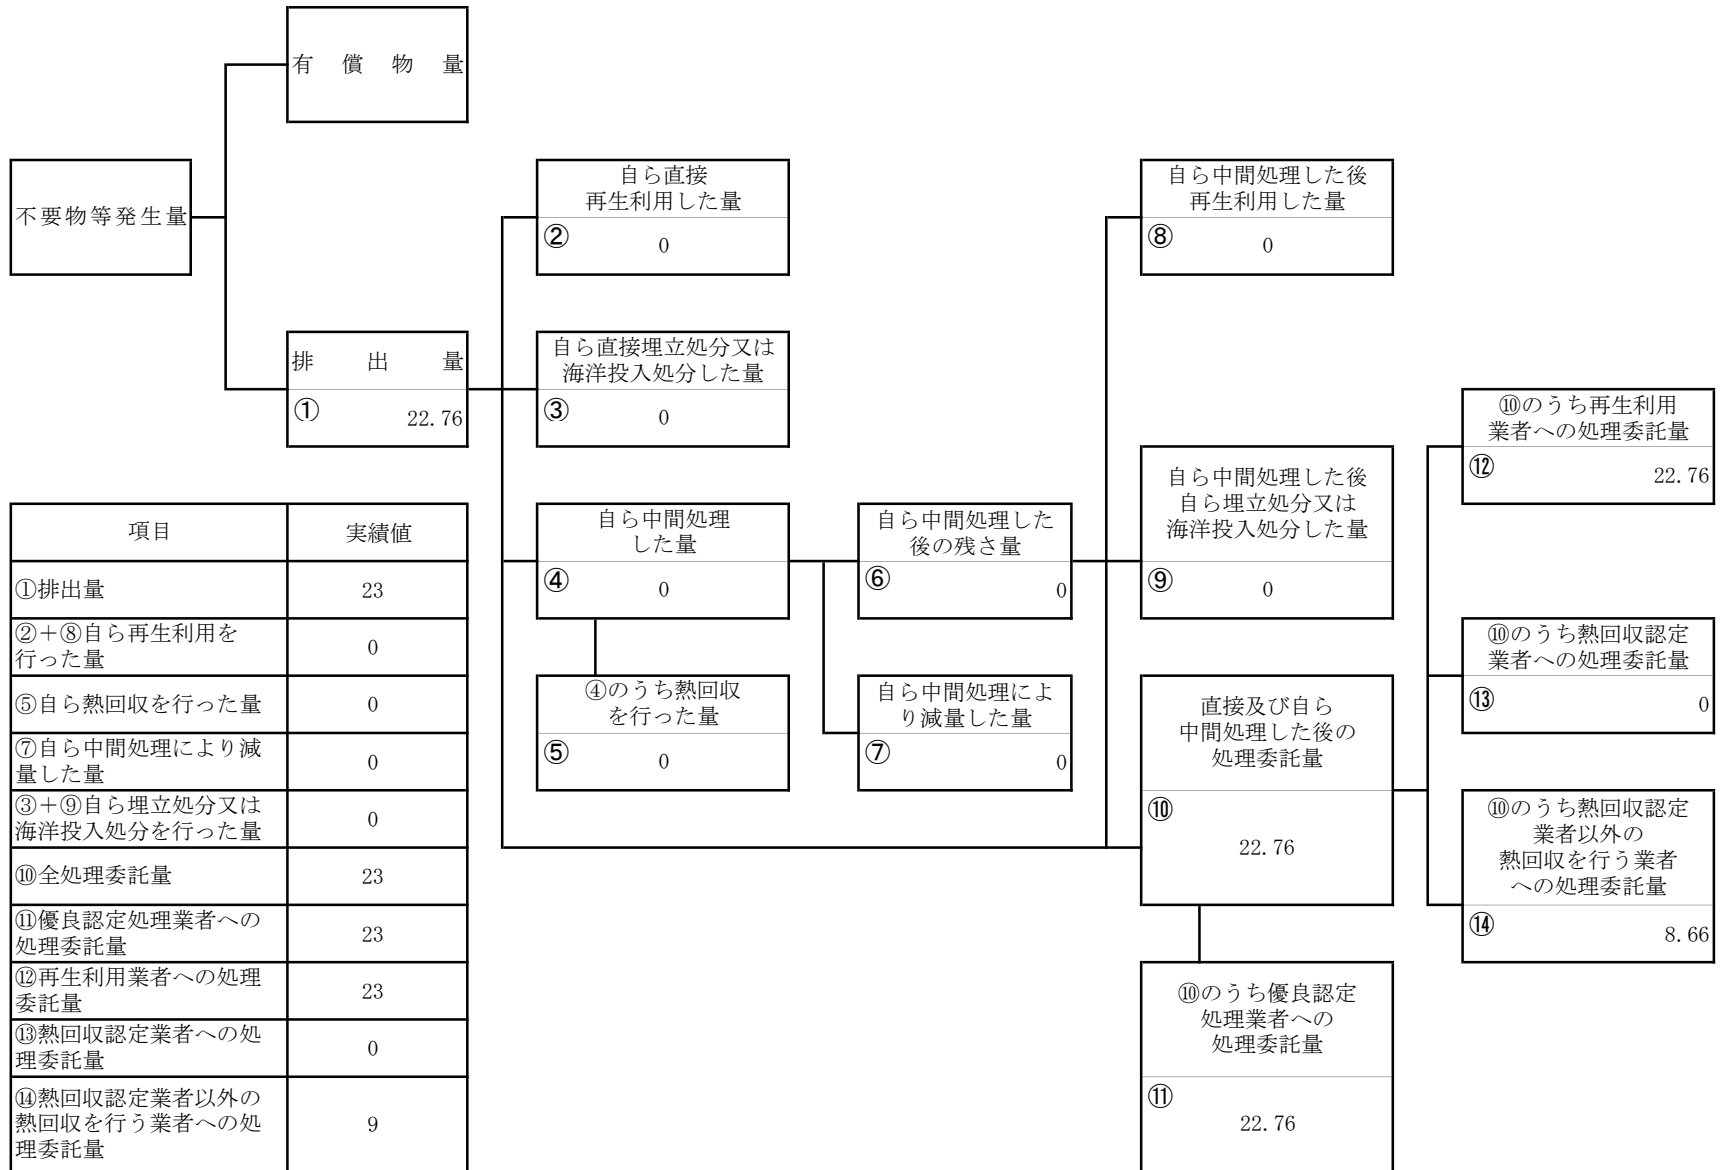 有償物量
不要物等発生量
排出量
①
22.76
自ら直接
再生利用した量
②
0
自ら直接埋立処分又は
海洋投入処分した量
③
0
自ら中間処理
した量
④
0
④のうち熱回収
を行った量
⑤
0
自ら中間処理した
後の残さ量
⑥
0
自ら中間処理によ
り減量した量
⑦
0
自ら中間処理した後
再生利用した量
⑧
0
自ら中間処理した後
自ら埋立処分又は
海洋投入処分した量
⑨
0
直接及び自ら
中間処理した後の
処理委託量
⑩
22.76
⑩のうち優良認定
処理業者への
処理委託量
⑪
22.76
⑩のうち再生利用
業者への処理委託量
⑫
22.76
⑩のうち熱回収認定
業者への処理委託量
⑬
0
⑩のうち熱回収認定
業者以外の
熱回収を行う業者
への処理委託量
⑭
8.66
項目 実績値
①排出量 23
②+⑧自ら再生利用を
行った量 0
⑤自ら熱回収を行った量 0
⑦自ら中間処理により減
量した量 0
③+⑨自ら埋立処分又は
海洋投入処分を行った量 0
⑩全処理委託量 23
⑪優良認定処理業者への
処理委託量 23
⑫再生利用業者への処理
委託量 23
⑬熱回収認定業者への処
理委託量 0
⑭熱回収認定業者以外の
熱回収を行う業者への処
理委託量 9